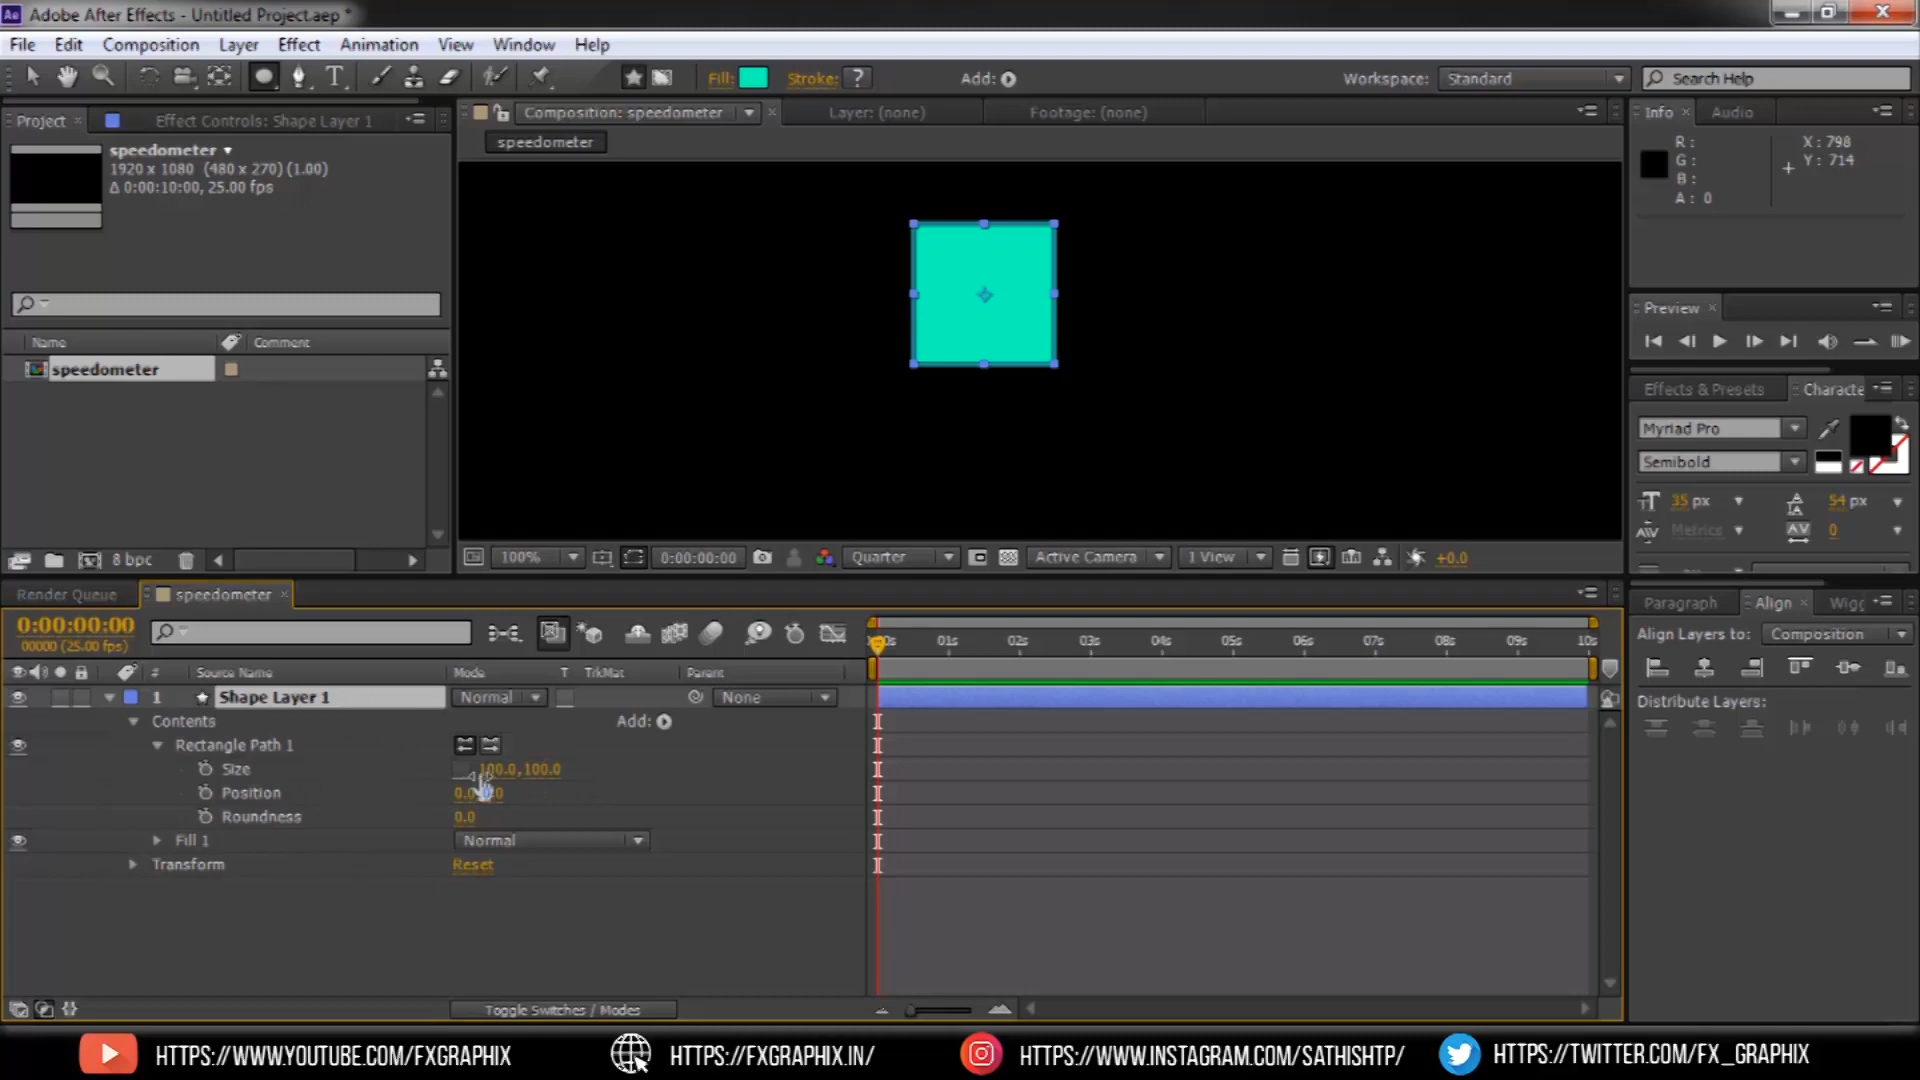 Ae Adobe After Effects - Untitled Project.aep *
File Edit Composition Layer Effect Animation View Window Help
T Fill: Stroke: ? Add: Workspace: Standard Search Help
Project × Effect Controls: Shape Layer 1
speedometer
1920 x 1080 (480 x 270) (1.00)
Δ 0:00:10:00, 25.00 fps
Name Comment
speedometer
8 bpc
Composition: speedometer × Layer: (none) Footage: (none)
speedometer
100% 0:00:00:00 Quarter Active Camera 1 View +0.0
Info × Audio
R: X: 798
G: Y: 714
B:
A: 0
Preview ×
Effects & Presets Characte
Myriad Pro
Semibold
35 px 54 px
Metrics 0
Render Queue speedometer ×
0:00:00:00
00000 (25.00 fps)
# Source Name Mode T TrkMat Parent
1 Shape Layer 1 Normal None
Contents Add:
Rectangle Path 1
Size 100.0,100.0
Position
Roundness 0.0
Fill 1 Normal
Transform Reset
Toggle Switches / Modes
01s 02s 03s 04s 05s 06s 07s 08s 09s 10s
Paragraph Align × Wigg
Align Layers to: Composition
Distribute Layers:
HTTPS://WWW.YOUTUBE.COM/FXGRAPHIX HTTPS://FXGRAPHIX.IN/ HTTPS://WWW.INSTAGRAM.COM/SATHISHTP/ HTTPS://TWITTER.COM/FX_GRAPHIX